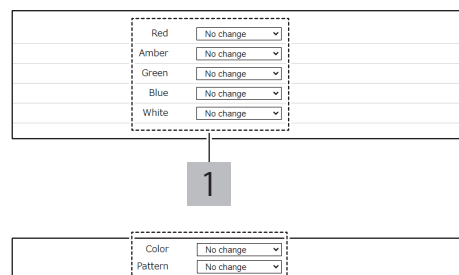 Red No change
Amber No change
Green No change
Blue No change
White No change
1
Color No change
Pattern No change